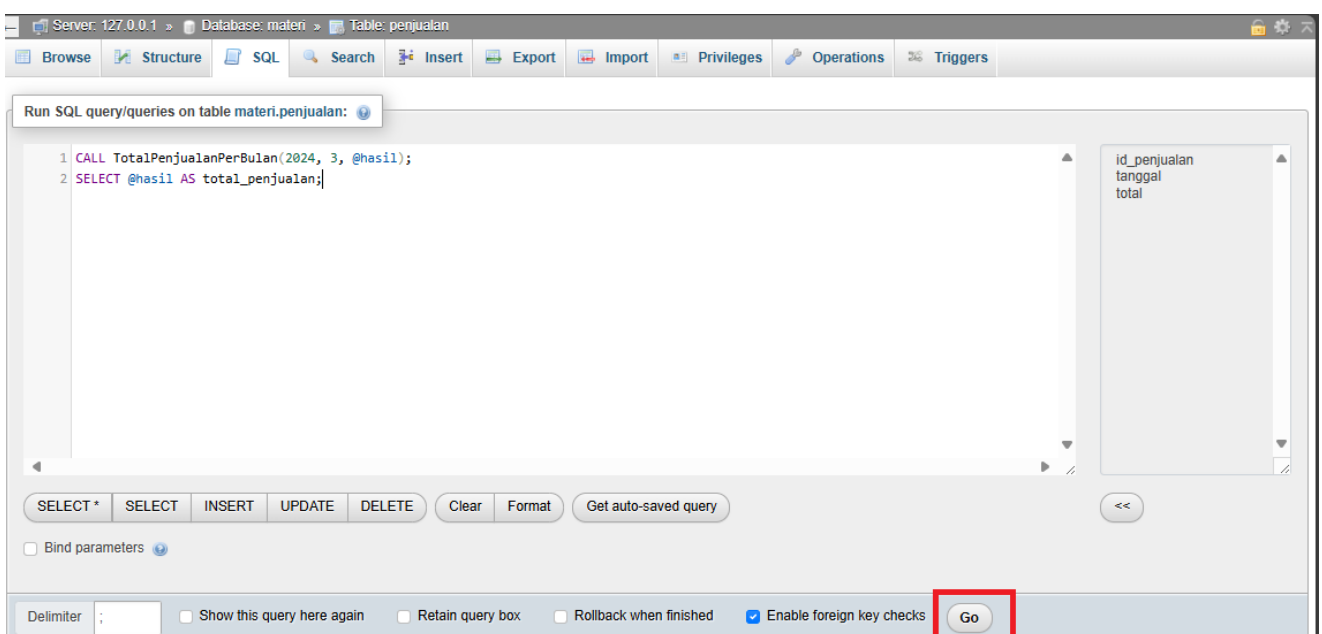 Server: 127.0.0.1 » Database: materi » Table: penjualan
Browse Structure SQL Search Insert Export Import Privileges Operations Triggers
Run SQL query/queries on table materi.penjualan:
1 CALL TotalPenjualanPerBulan(2024, 3, @hasil);
2 SELECT @hasil AS total_penjualan;
id_penjualan
tanggal
total
SELECT * SELECT INSERT UPDATE DELETE Clear Format Get auto-saved query <<
Bind parameters
Delimiter ; Show this query here again Retain query box Rollback when finished Enable foreign key checks Go